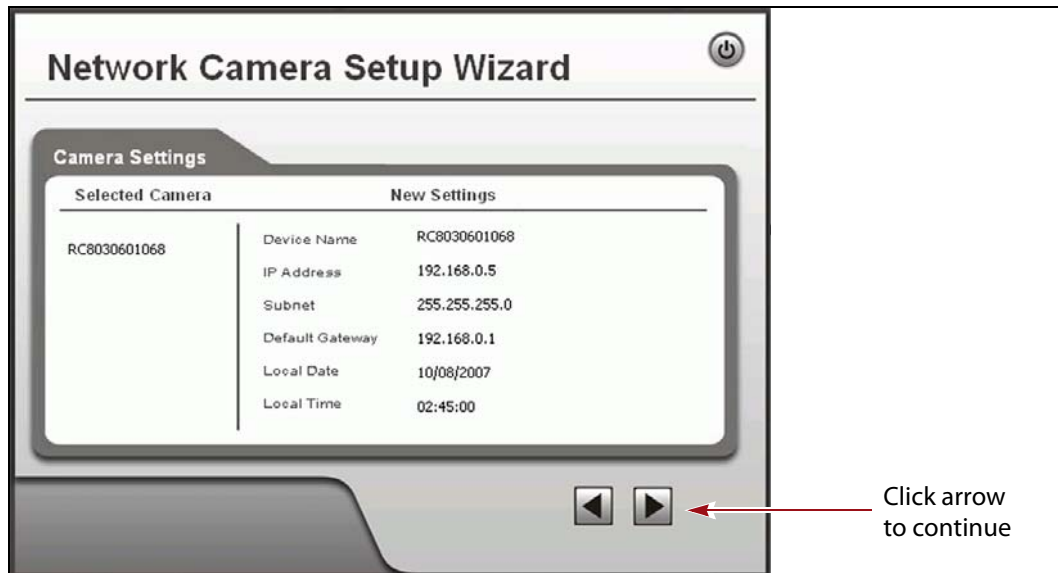 Network Camera Setup Wizard
Camera Settings
Selected Camera New Settings
RC8030601068
Device Name RC8030601068
IP Address 192.168.0.5
Subnet 255.255.255.0
Default Gateway 192.168.0.1
Local Date 10/08/2007
Local Time 02:45:00
Click arrow
to continue